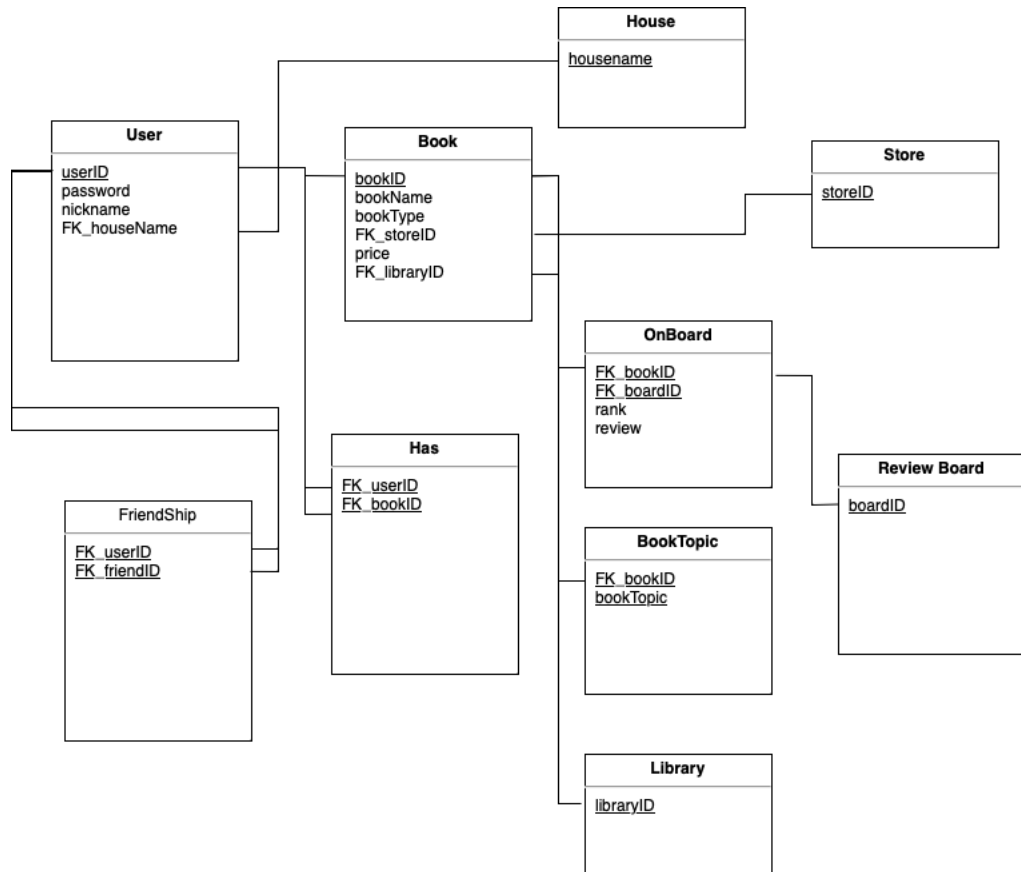 House
housename
User
userID
password
nickname
FK_houseName
Book
bookID
bookName
bookType
FK_storeID
price
FK_libraryID
Store
storeID
OnBoard
FK_bookID
FK_boardID
rank
review
Has
FK_userID
FK_bookID
Review Board
boardID
FriendShip
FK_userID
FK_friendID
BookTopic
FK_bookID
bookTopic
Library
libraryID